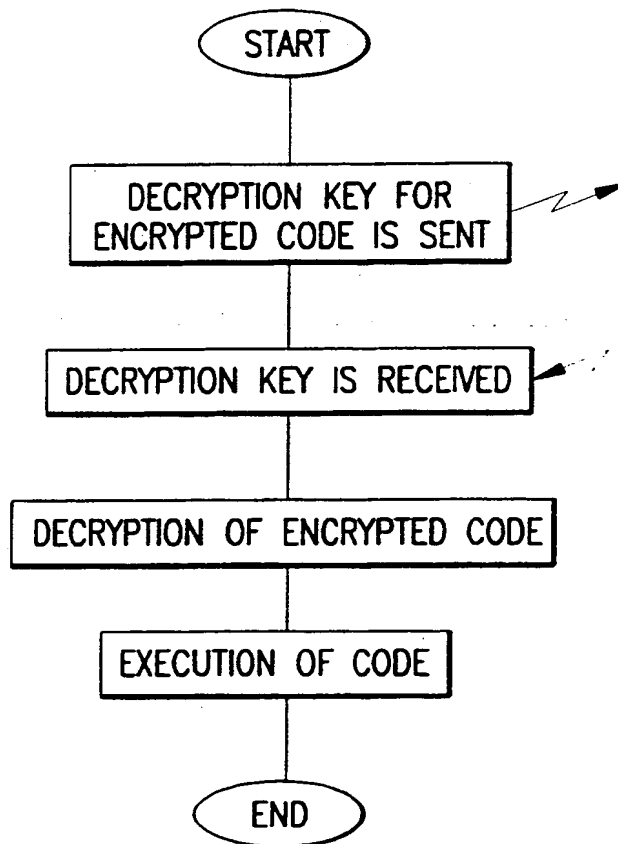 START
DECRYPTION KEY FOR
ENCRYPTED CODE IS SENT
DECRYPTION KEY IS RECEIVED
DECRYPTION OF ENCRYPTED CODE
EXECUTION OF CODE
END